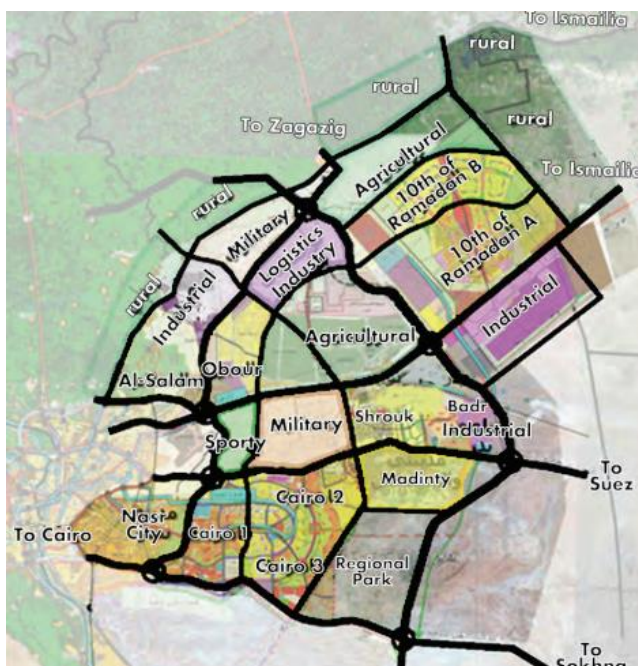 To Ismailia
rural
rural
To Zagazig
rural
Agricultural
10th of
Ramadan B
To Ismailia
rural
Military
10th of
Ramadan A
Logistics
Industry
Industrial
rural
Industrial
Agricultural
Obour
Al-Salam
Shrouk
Badr
Industrial
Military
Sporty
To
Suez
Madinty
Cairo 2
Nasr
City
To Cairo
Cairo 1
Cairo 3
Regional
Park
To
Sokhna